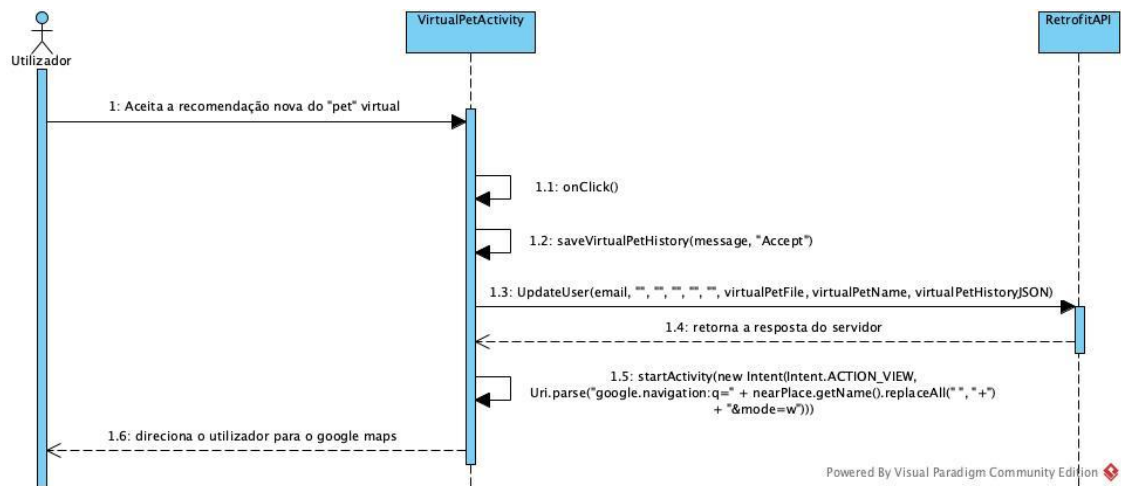 VirtualPetActivity
RetrofitAPI
Utilizador
1: Aceita a recomendação nova do "pet" virtual
1.1: onClick()
1.2: saveVirtualPetHistory(message, "Accept")
1.3: UpdateUser(email, "", "", "", "", "", virtualPetFile, virtualPetName, virtualPetHistoryJSON)
1.4: retorna a resposta do servidor
1.5: startActivity(new Intent(Intent.ACTION_VIEW,
Uri.parse("google.navigation:q=" + nearPlace.getName().replaceAll(" ", "+")
+ "&mode=w")))
1.6: direciona o utilizador para o google maps
Powered By Visual Paradigm Community Edition